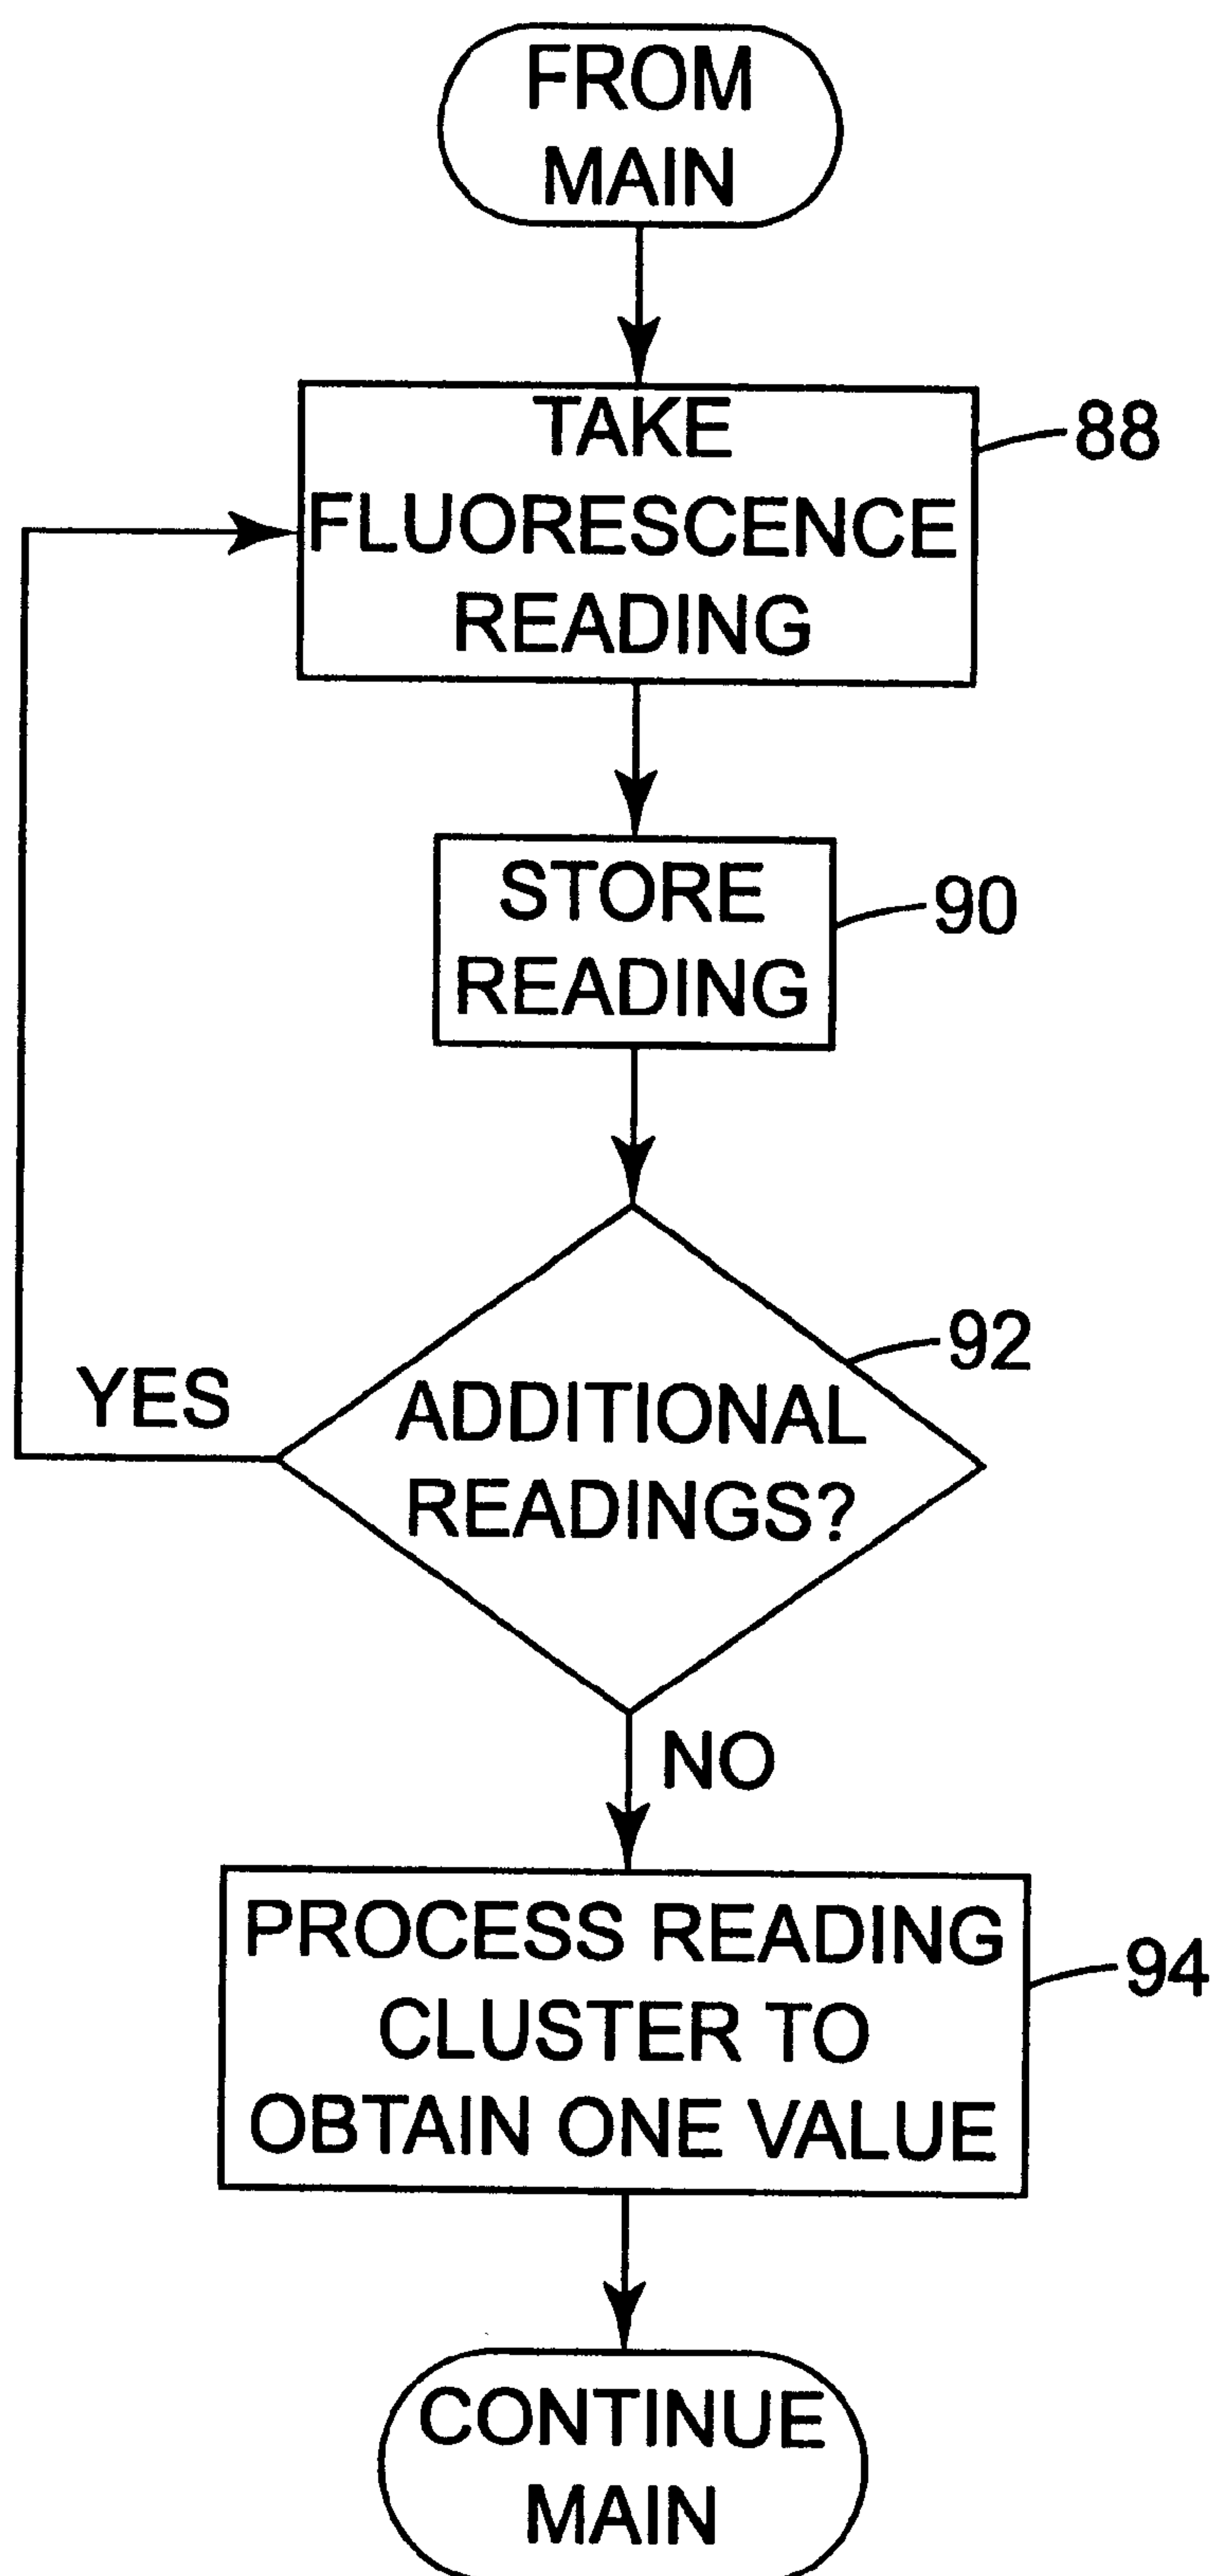 FROM
MAIN
TAKE
FLUORESCENCE
READING
88
STORE
READING
90
ADDITIONAL
READINGS?
92
YES
NO
PROCESS READING
CLUSTER TO
OBTAIN ONE VALUE
94
CONTINUE
MAIN